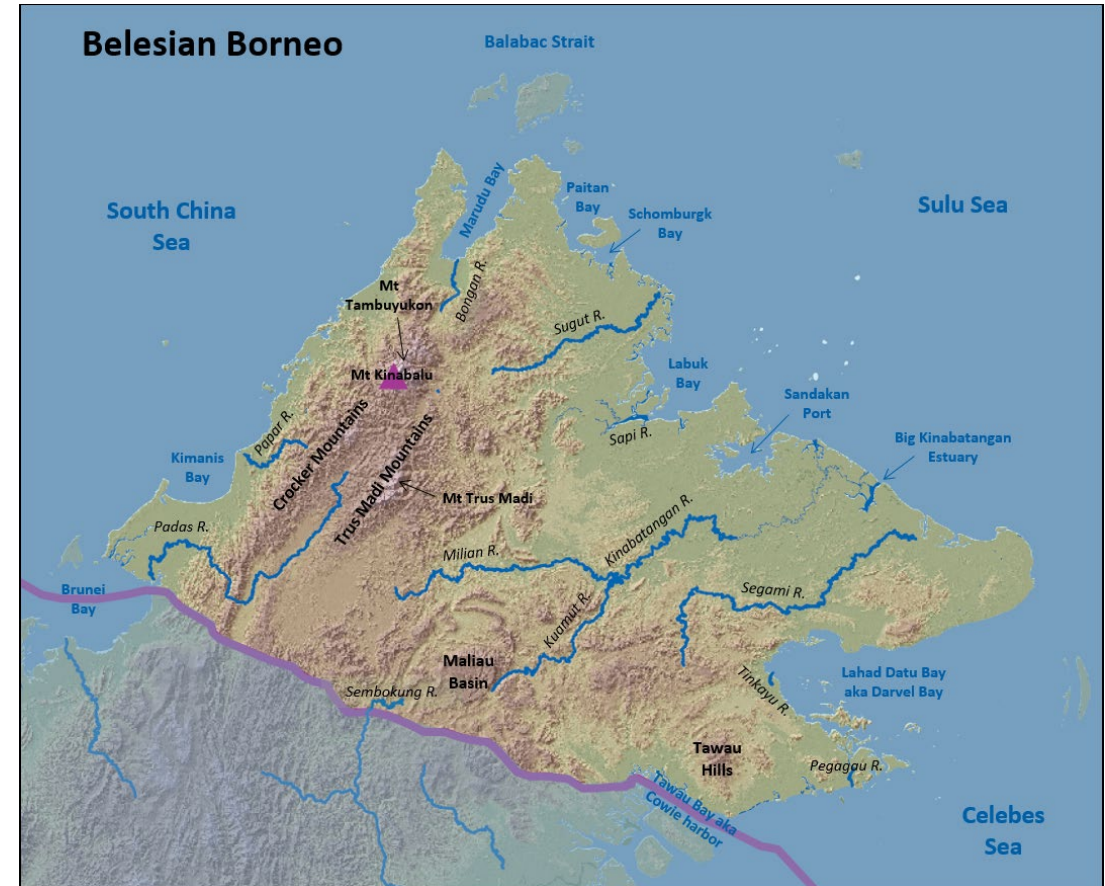 Belesian Borneo
Balabac Strait
South China
Sea
Marudu Bay
Paitan
Bay
Schomburgk
Bay
Sulu Sea
Mt
Tambuyukon
Bongan R.
Sugut R.
Mt Kinabalu
Labuk
Bay
Sandakan
Port
Papar R.
Crocker Mountains
Trus Madi Mountains
Sapi R.
Big Kinabatangan
Estuary
Kimanis
Bay
Mt Trus Madi
Padas R.
Milian R.
Kinabatangan R.
Brunei
Bay
Kuamut R.
Segami R.
Maliau
Basin
Sembokung R.
Tinkayu R.
Lahad Datu Bay
aka Darvel Bay
Tawau
Hills
Pegagau R.
Tawau Bay aka
Cowie harbor
Celebes
Sea